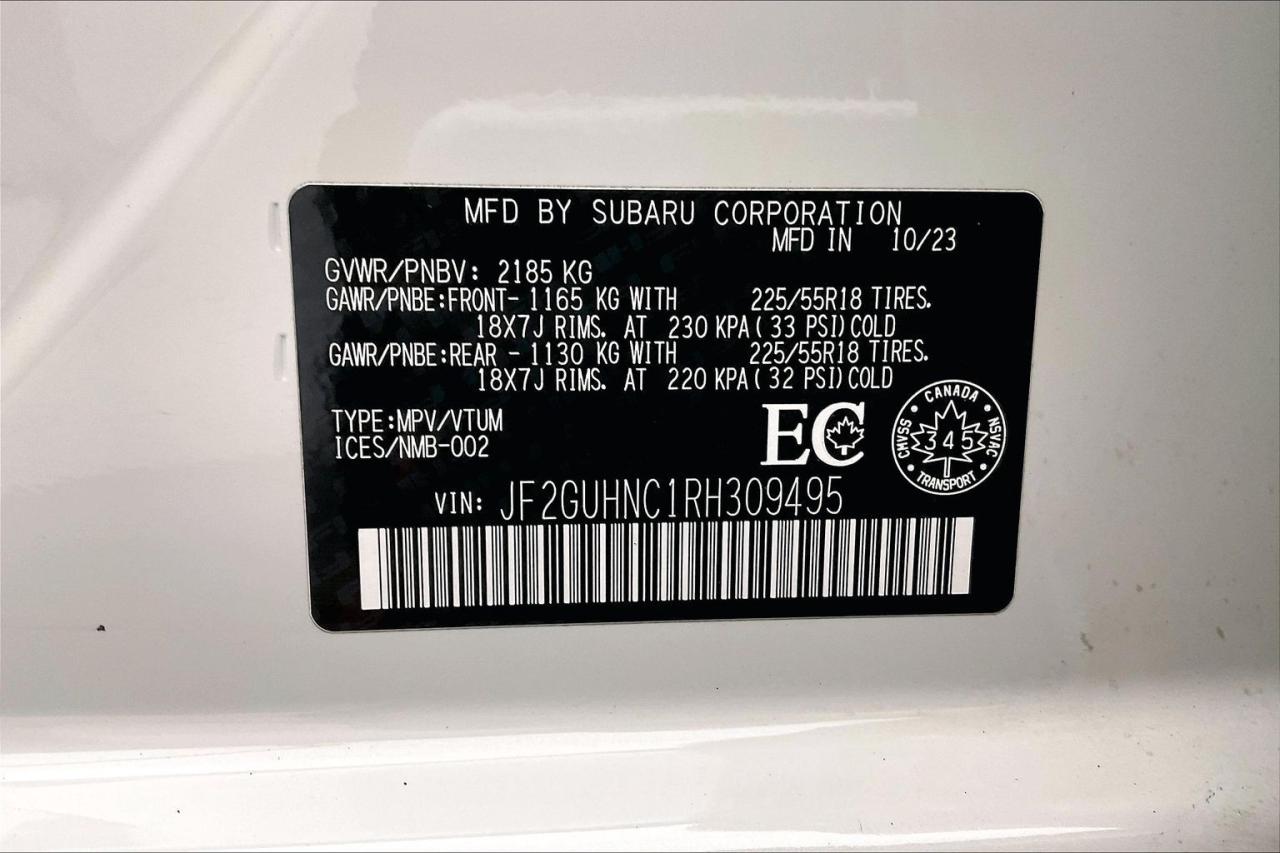 MFD BY SUBARU CORPORATION
MFD IN 10/23
GVWR/PNBV: 2185 KG
GAWR/PNBE:FRONT- 1165 KG WITH 225/55R18 TIRES.
18X7J RIMS. AT 230 KPA(33 PSI)COLD
GAWR/PNBE:REAR - 1130 KG WITH 225/55R18 TIRES.
18X7J RIMS. AT 220 KPA(32 PSI)COLD
TYPE:MPV/VTUM
ICES/NMB-002
EC
CANADA
CMVSS 345 NSVAC
TRANSPORT
VIN: JF2GUHNC1RH309495